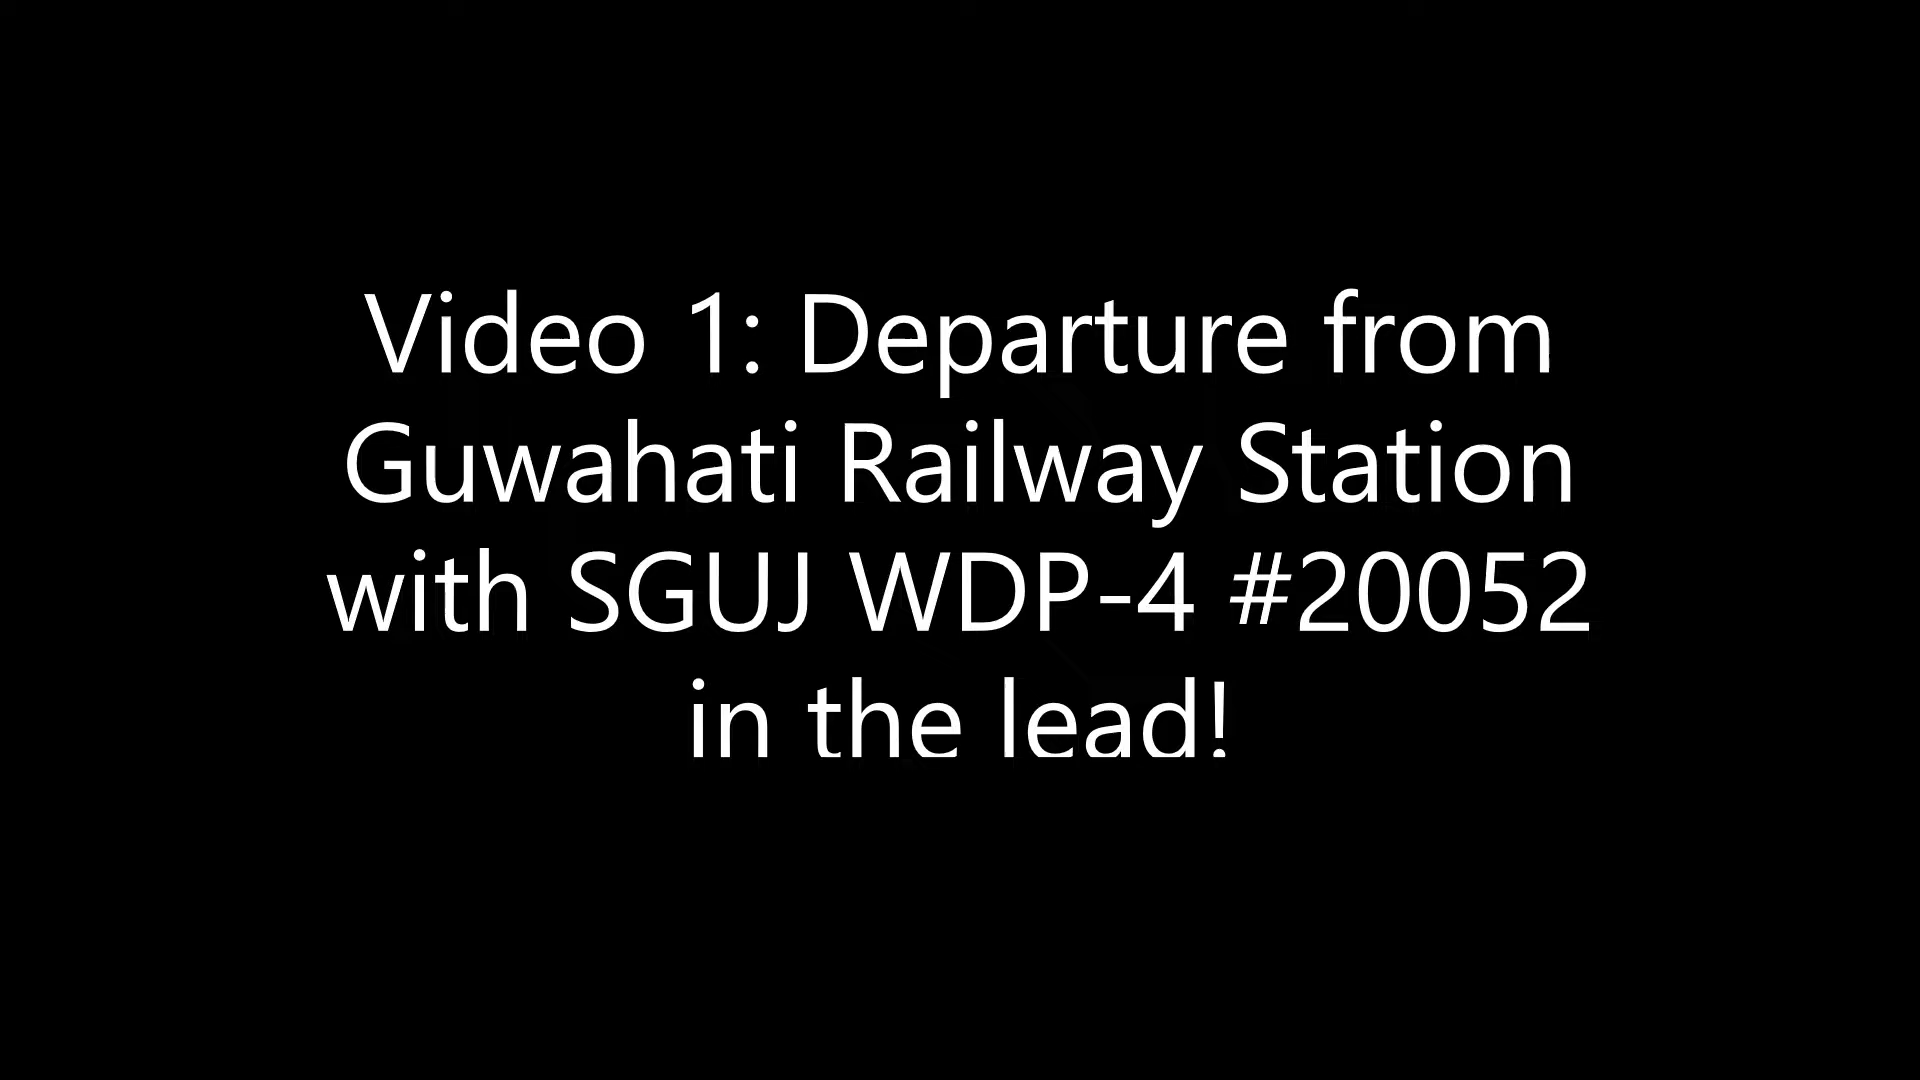 Video 1: Departure from
Guwahati Railway Station
with SGUJ WDP-4 #20052
in the lead!